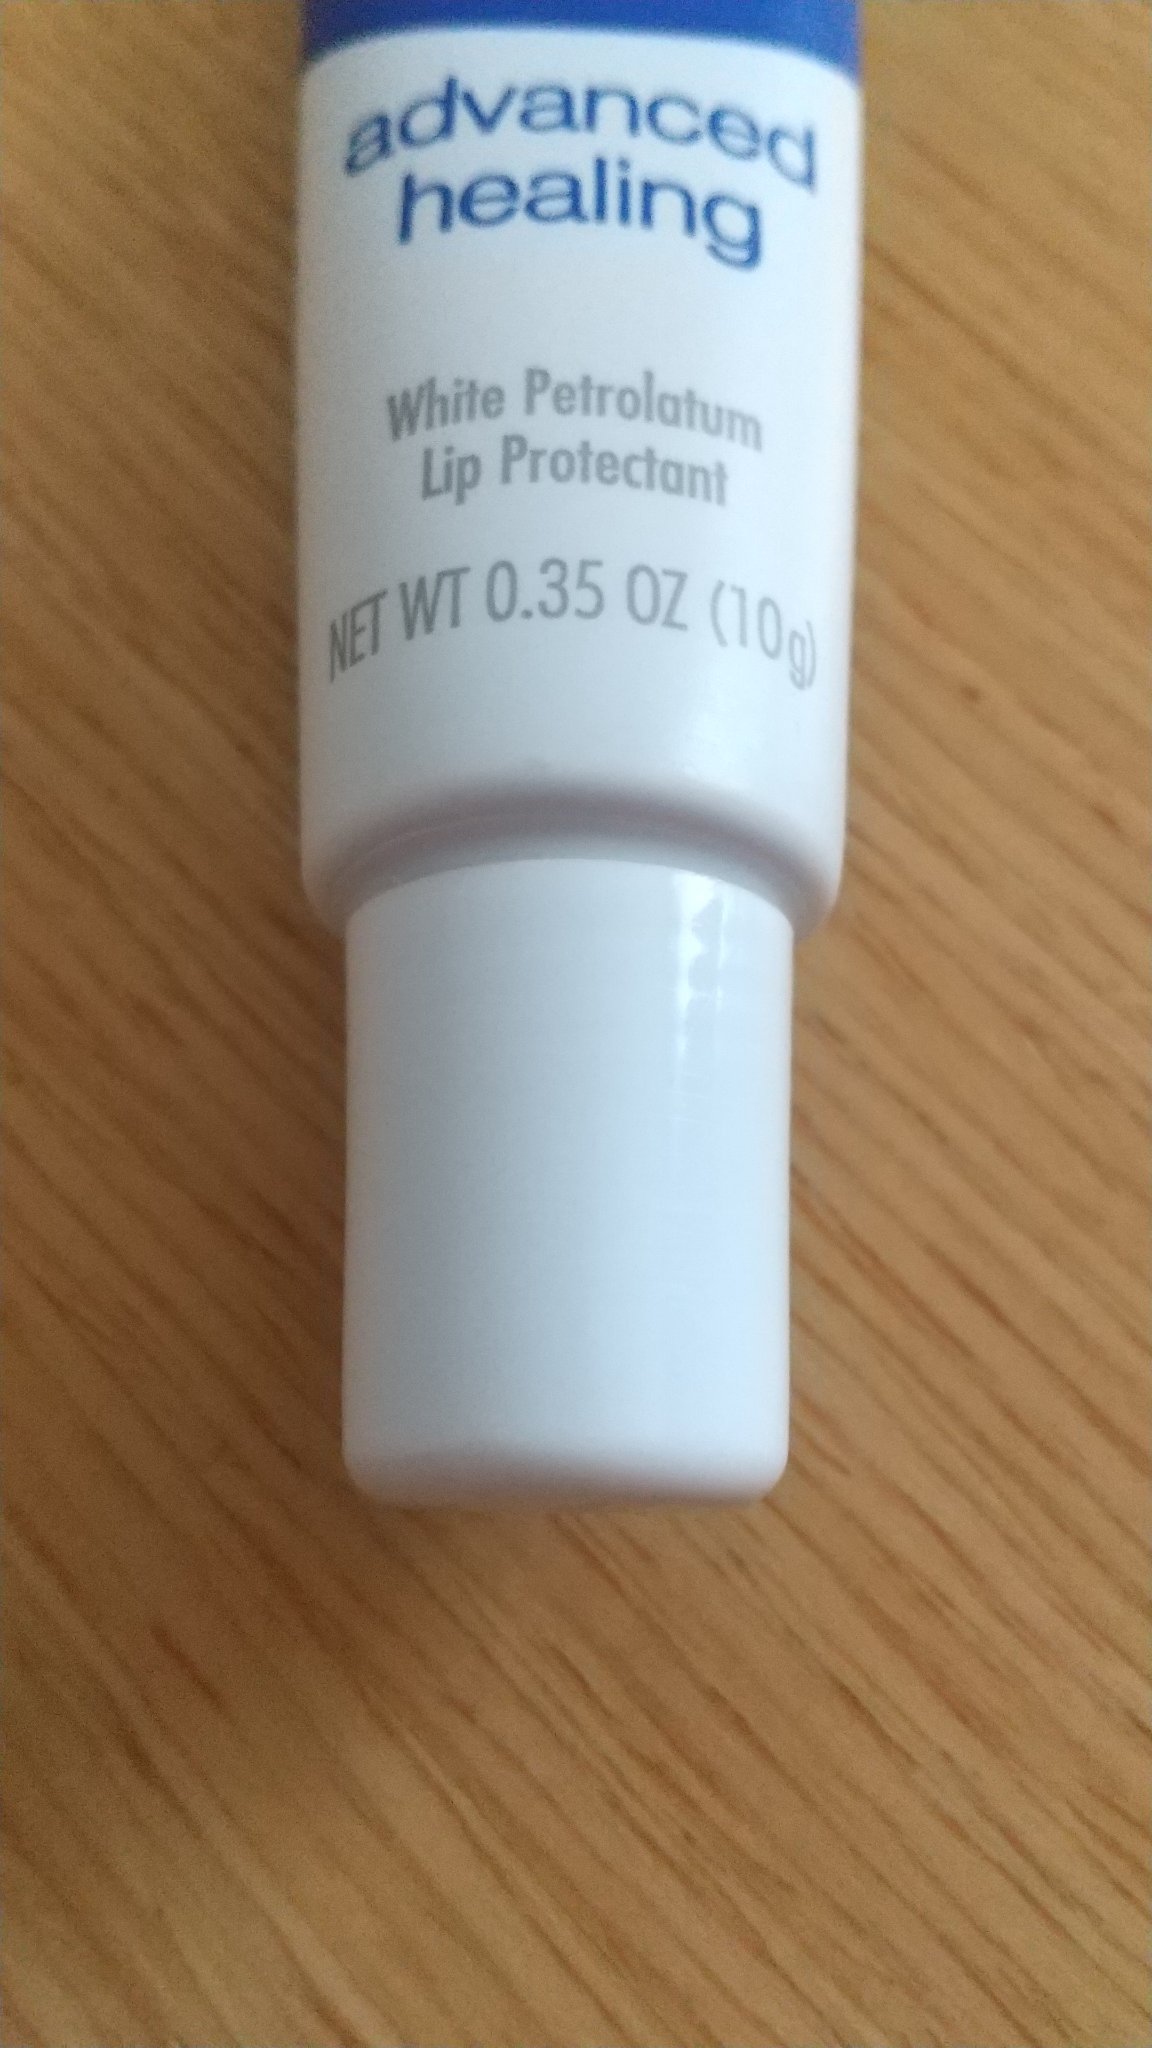 advanced
healing
White Petrolatum
Lip Protectant
NET WT 0.35 OZ (10g)